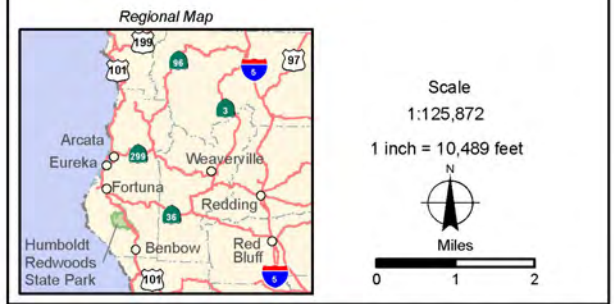 Regional Map
199
96
97
101
5
3
Arcata
299
Weaverville
Eureka
Fortuna
Redding
36
Humboldt
Redwoods
State Park
Benbow
Red
Bluff
101
5
Scale
1:125,872
1 inch = 10,489 feet
N
Miles
0 1 2